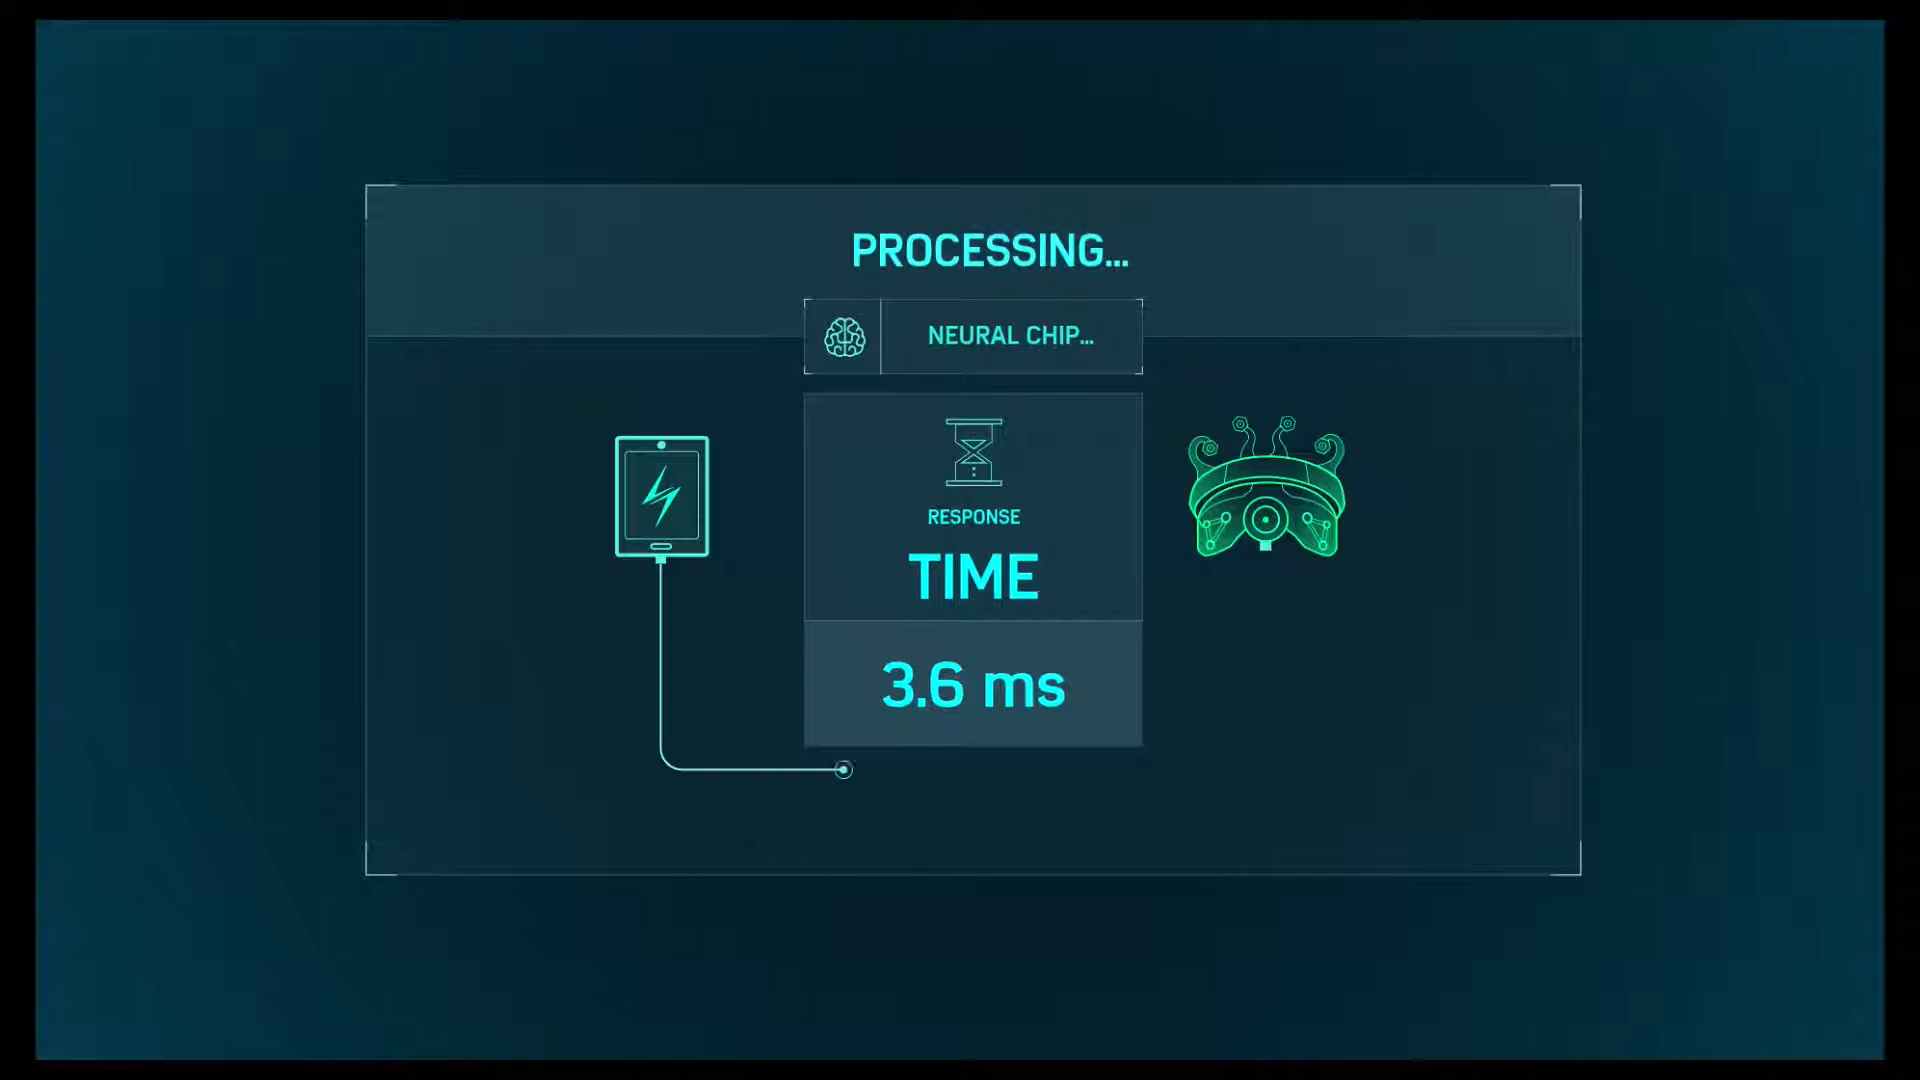 PROCESSING...
NEURAL CHIP...
RESPONSE
TIME
3.6 ms